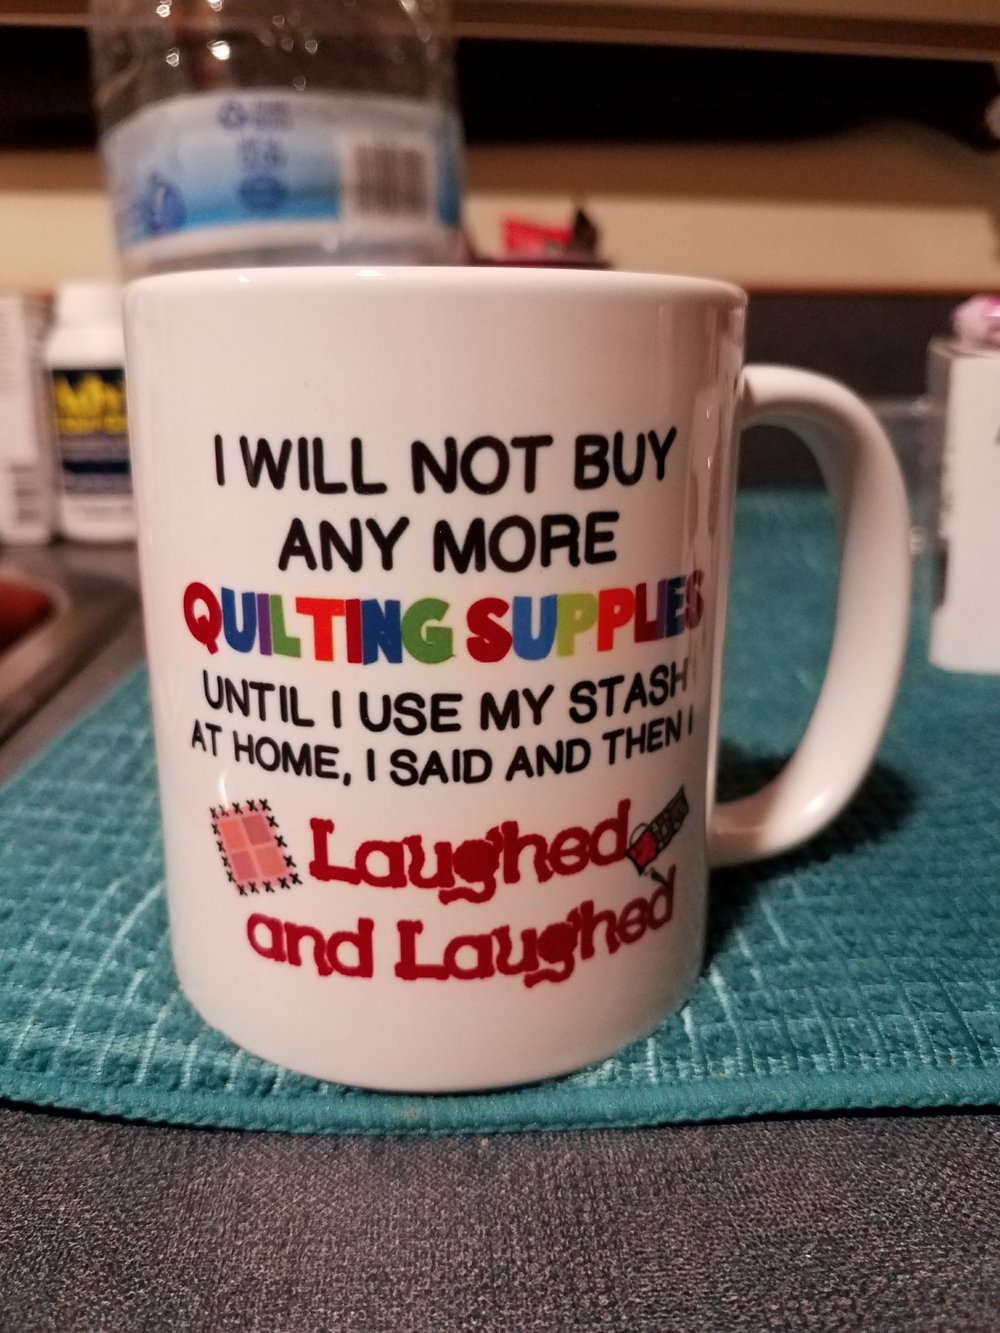 I WILL NOT BUY
ANY MORE
QUILTING SUPPLIES
UNTIL I USE MY STASH
AT HOME, I SAID AND THEN I
Laughed
and Laughed